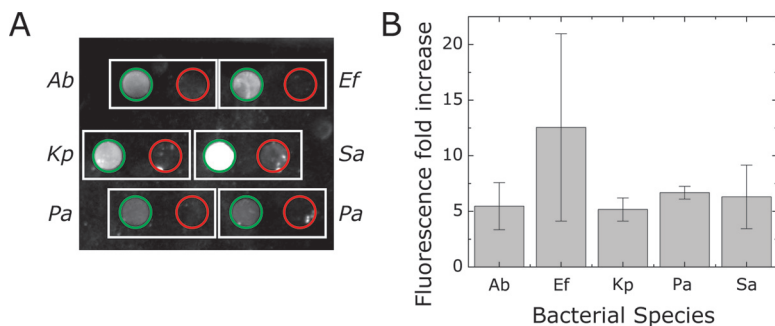 A
Ab
Ef
Kp
Sa
Pa
Pa
B
Fluorescence fold increase
20
15
10
5
0
Ab Ef Kp Pa Sa
Bacterial Species